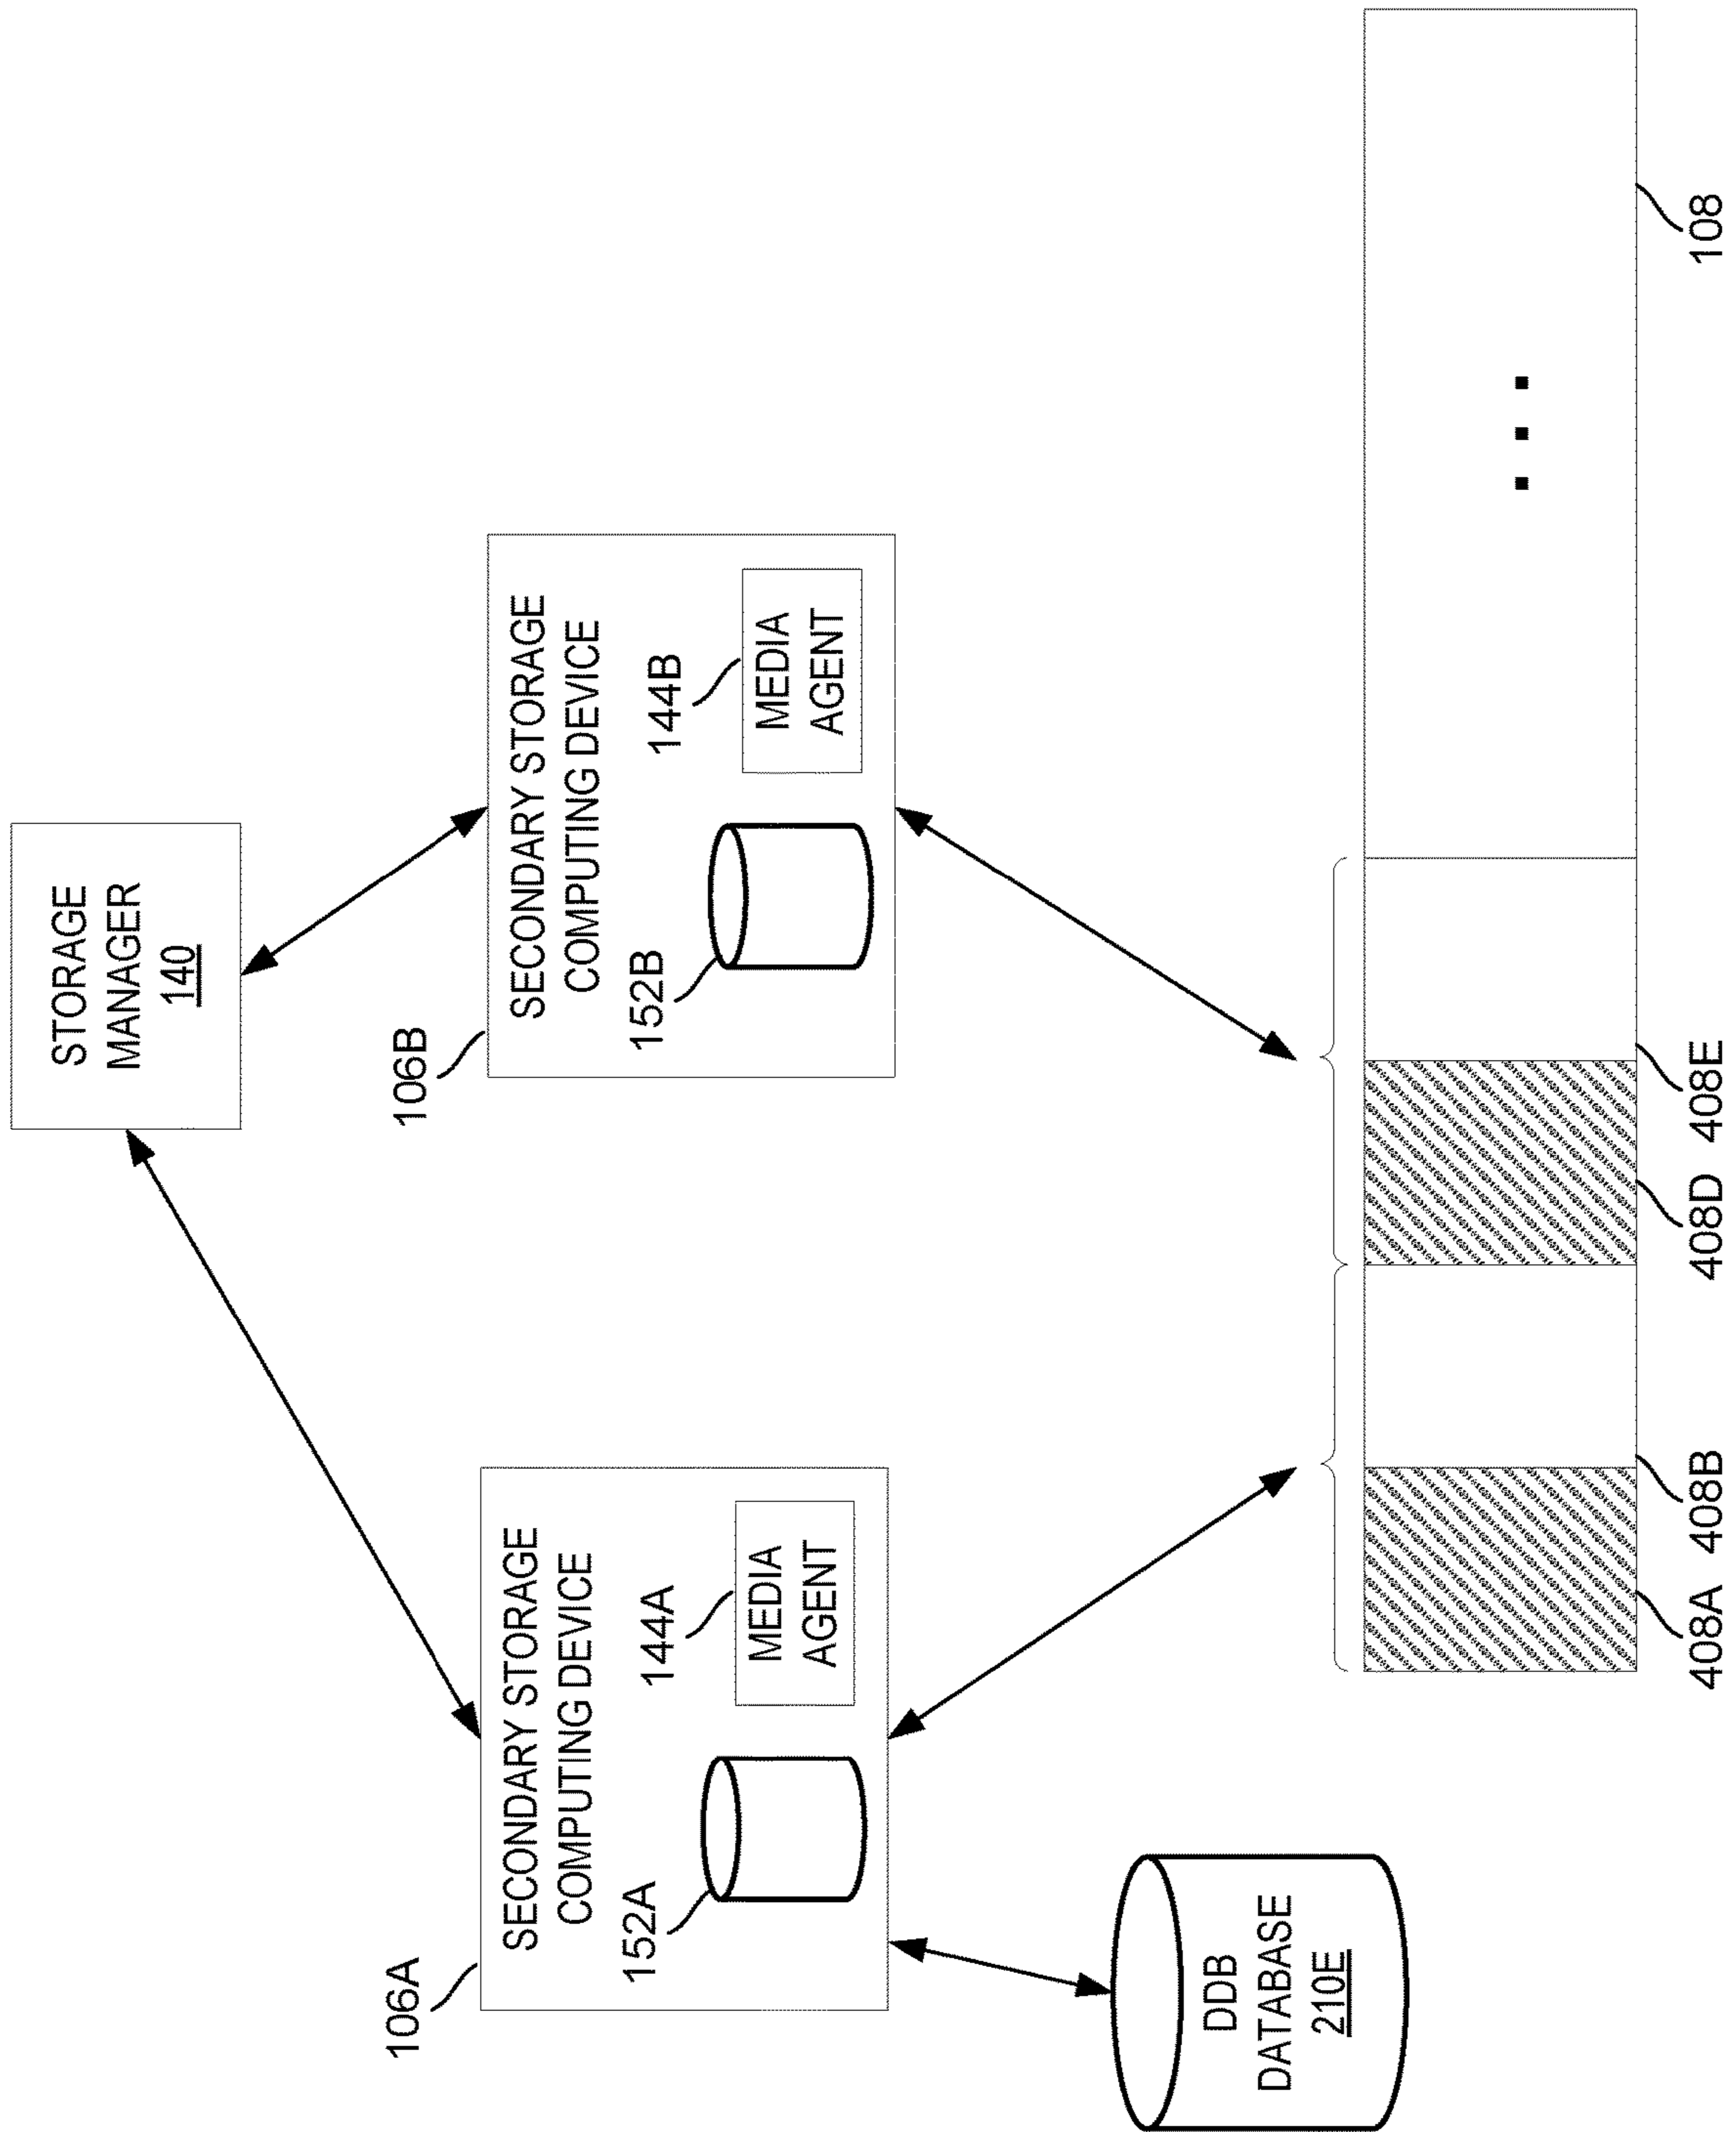 STORAGE
MANAGER
140
106A
SECONDARY STORAGE
COMPUTING DEVICE
152A
144A
MEDIA
AGENT
106B
SECONDARY STORAGE
COMPUTING DEVICE
152B
144B
MEDIA
AGENT
DDB
DATABASE
210E
408A
408B
408D
408E
108